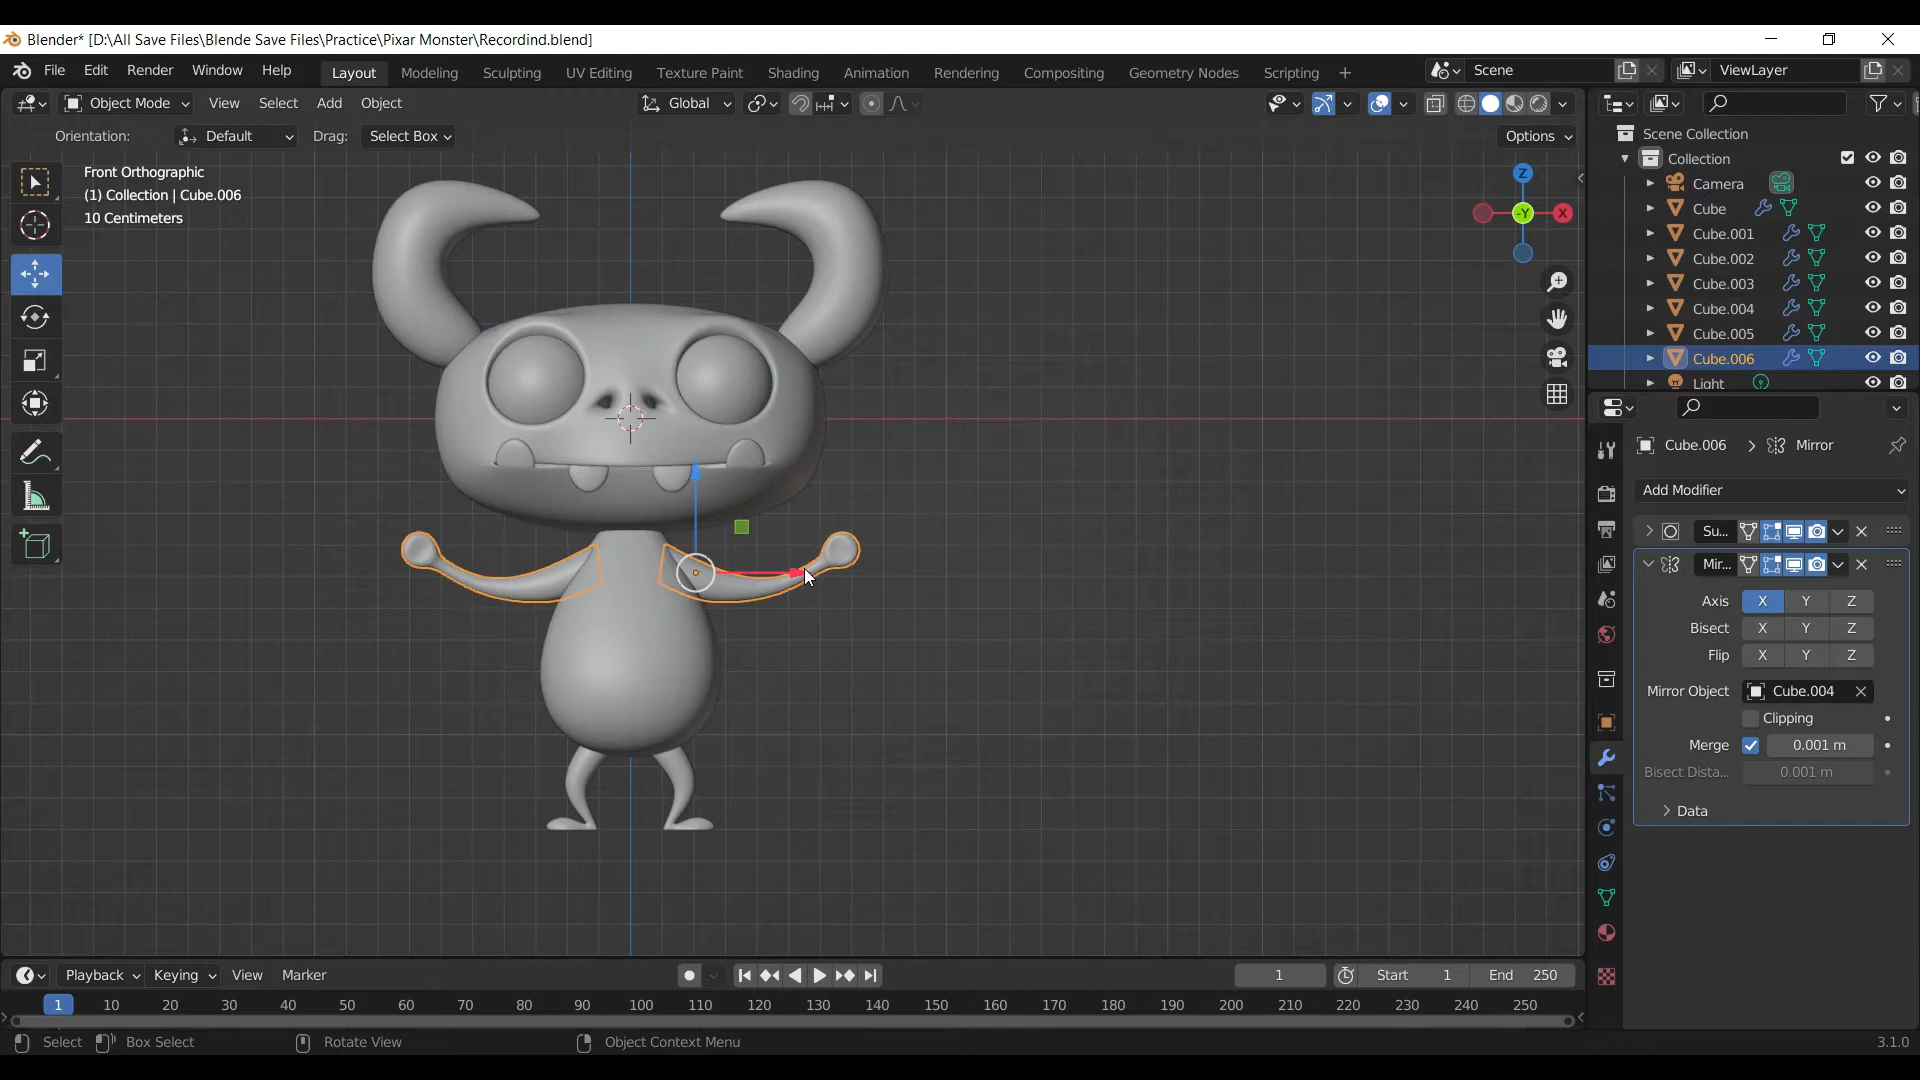 Blender* [D:\All Save Files\Blende Save Files\Practice\Pixar Monster\Recordind.blend]
File Edit Render Window Help Layout Modeling Sculpting UV Editing Texture Paint Shading Animation Rendering Compositing Geometry Nodes Scripting + Scene ViewLayer
Object Mode View Select Add Object Global
Orientation: Default Drag: Select Box Options
Front Orthographic
(1) Collection | Cube.006
10 Centimeters
Z
-Y X
Scene Collection
Collection
Camera
Cube
Cube.001
Cube.002
Cube.003
Cube.004
Cube.005
Cube.006
Light
Cube.006 > Mirror
Add Modifier
Su...
Mir...
Axis X Y Z
Bisect X Y Z
Flip X Y Z
Mirror Object Cube.004
Clipping
Merge 0.001 m
Bisect Dista... 0.001 m
Data
Playback Keying View Marker 1 Start 1 End 250
1 10 20 30 40 50 60 70 80 90 100 110 120 130 140 150 160 170 180 190 200 210 220 230 240 250
Select Box Select Rotate View Object Context Menu 3.1.0